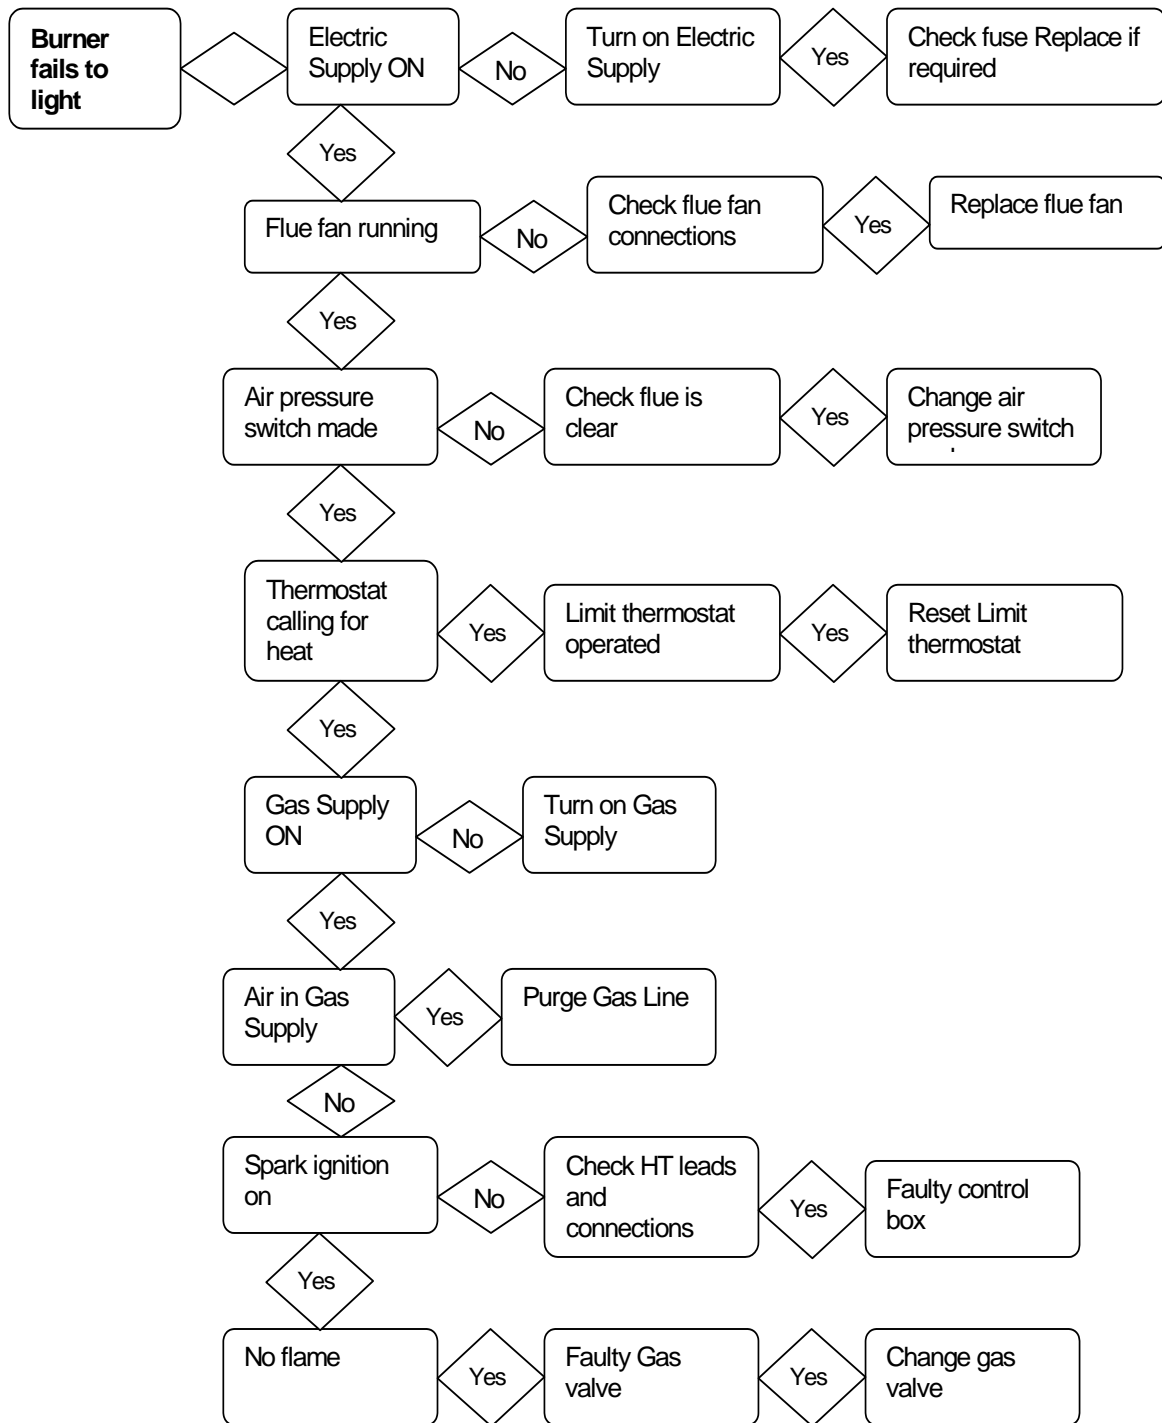 Burner
fails to
light
Electric
Supply ON
No
Turn on Electric
Supply
Yes
Check fuse Replace if
required
Yes
Flue fan running
No
Check flue fan
connections
Yes
Replace flue fan
Yes
Air pressure
switch made
No
Check flue is
clear
Yes
Change air
pressure switch
Yes
Thermostat
calling for
heat
Yes
Limit thermostat
operated
Yes
Reset Limit
thermostat
Yes
Gas Supply
ON
No
Turn on Gas
Supply
Yes
Air in Gas
Supply
Yes
Purge Gas Line
No
Spark ignition
on
No
Check HT leads
and
connections
Yes
Faulty control
box
Yes
No flame
Yes
Faulty Gas
valve
Yes
Change gas
valve